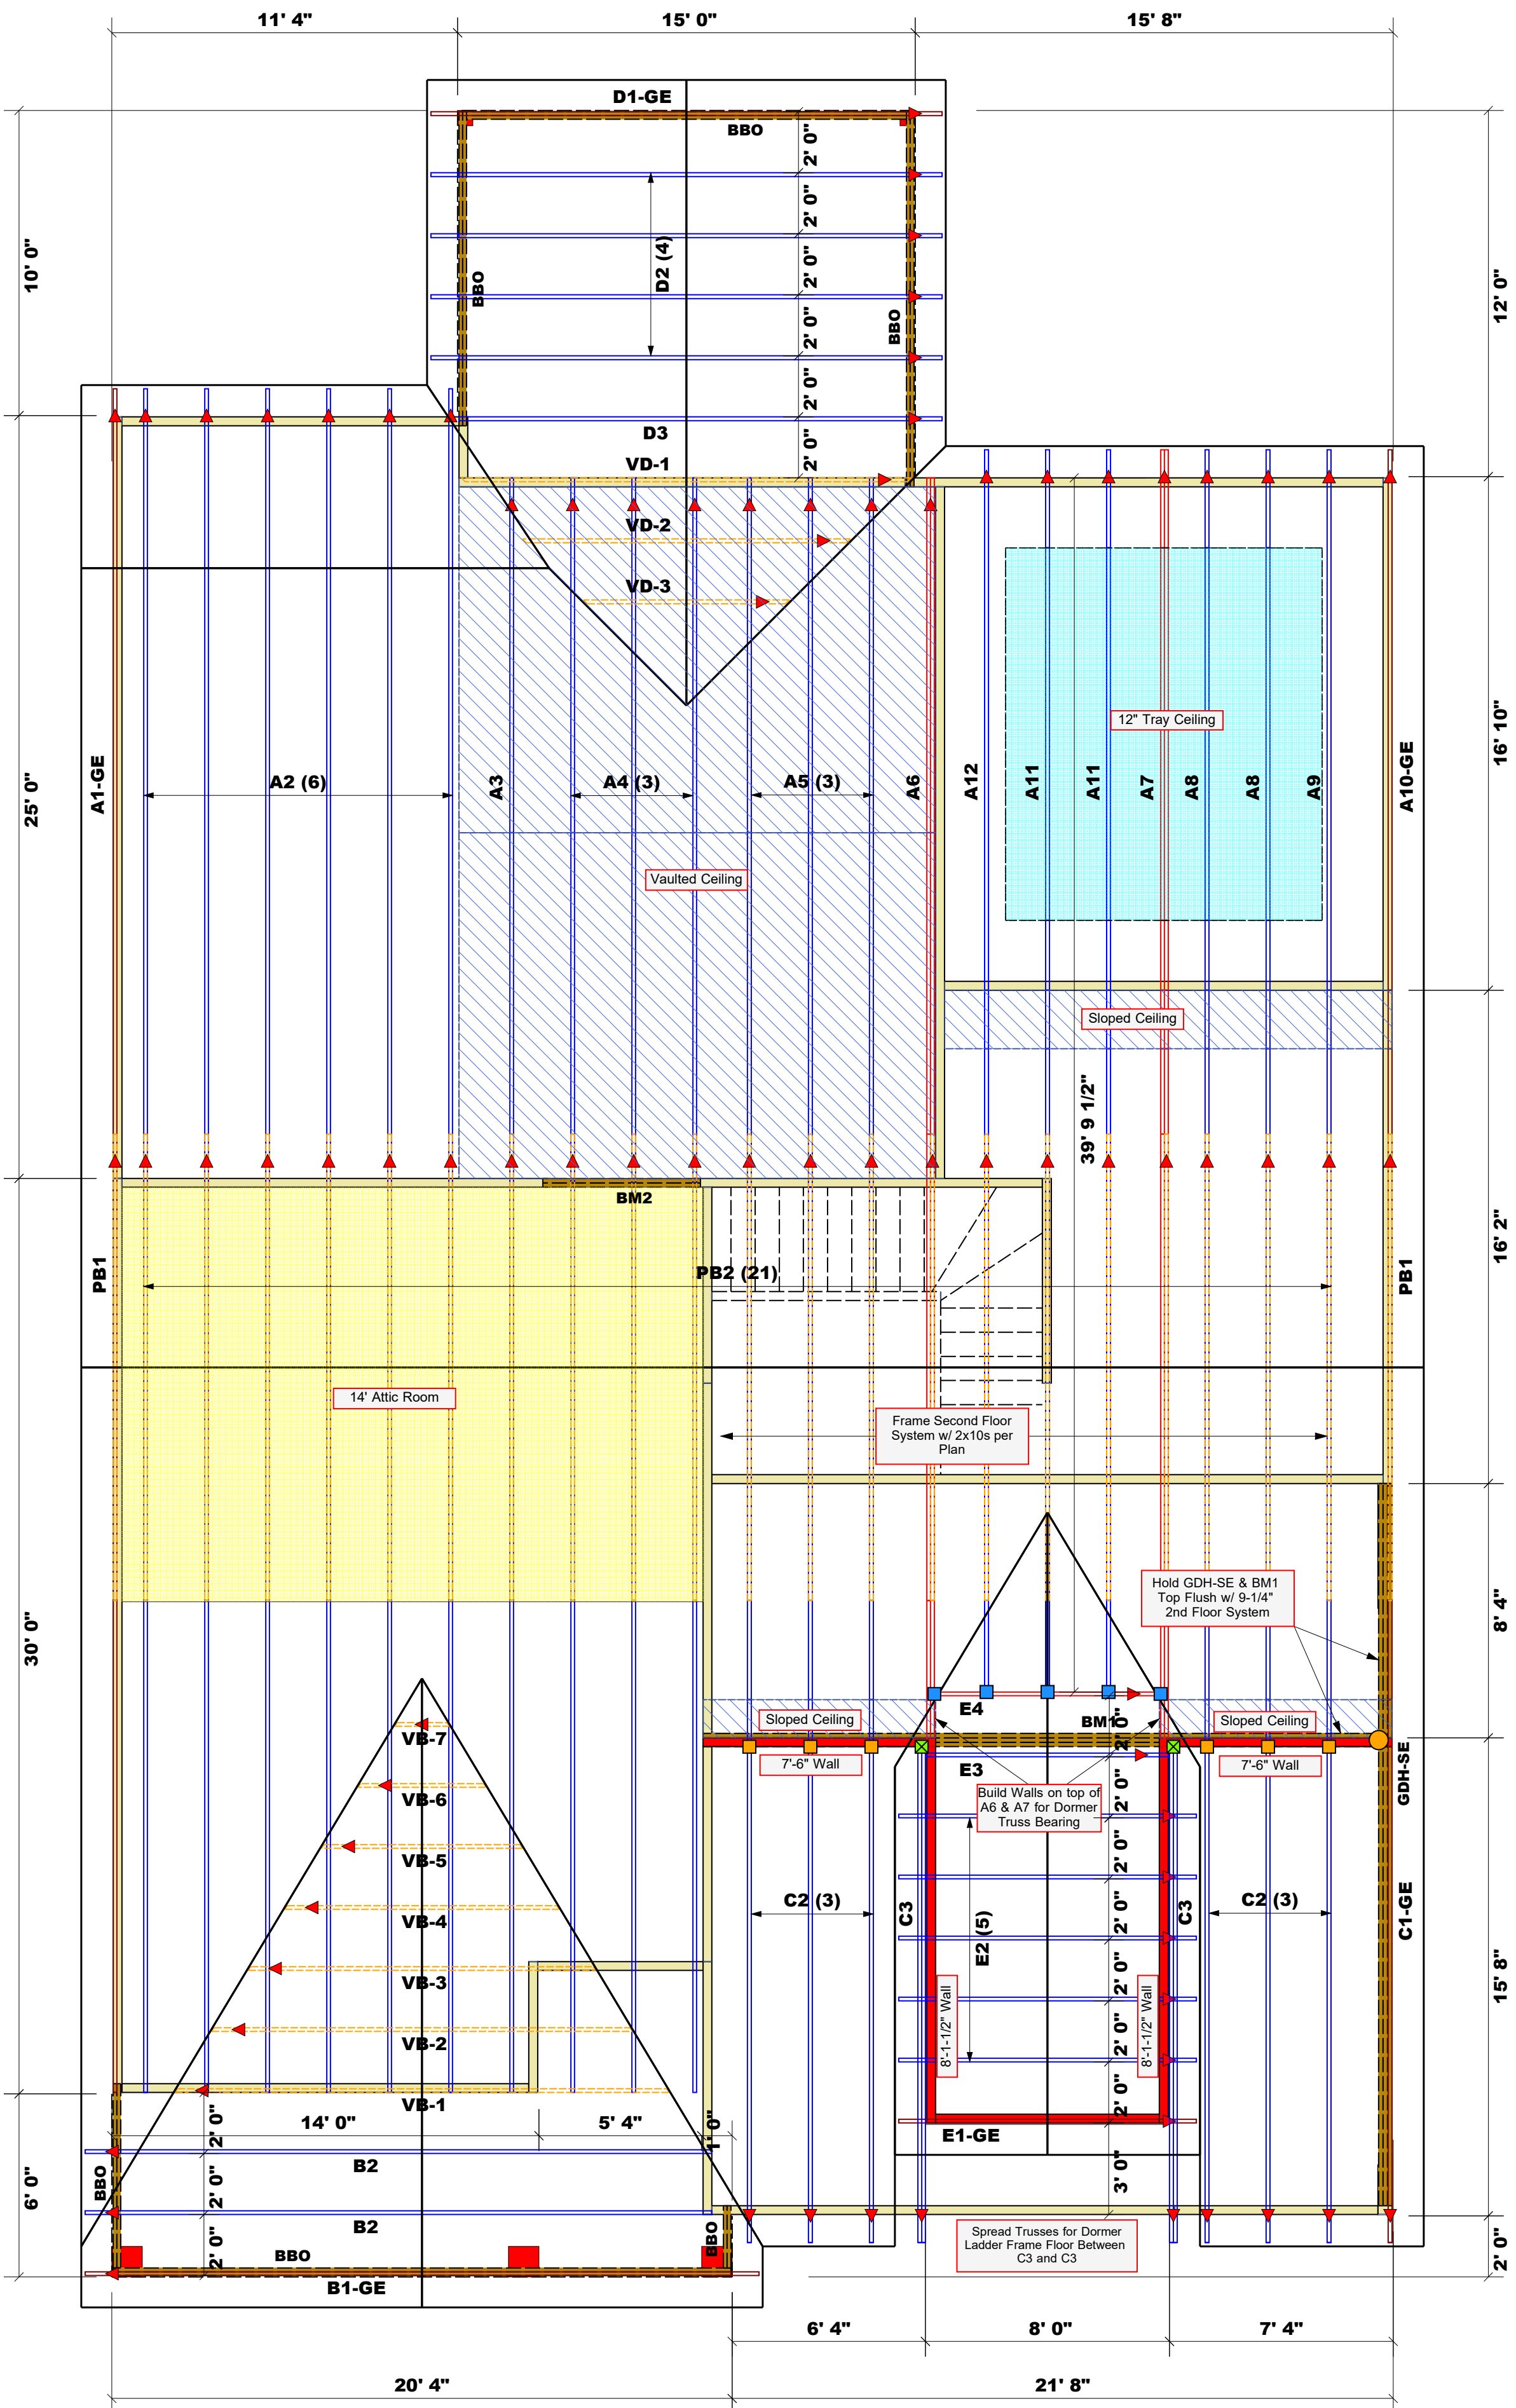 11' 4"
15' 0"
15' 8"
D1-GE
BBO
2' 0"
2' 0"
2' 0"
2' 0"
2' 0"
2' 0"
D2 (4)
BBO
BBO
10' 0"
12' 0"
D3
VD-1
VD-2
VD-3
12" Tray Ceiling
A1-GE
A2 (6)
A3
A4 (3)
A5 (3)
A6
A12
A11
A11
A7
A8
A8
A9
A10-GE
25' 0"
16' 10"
Vaulted Ceiling
Sloped Ceiling
39' 9 1/2"
BM2
PB1
PB2 (21)
PB1
16' 2"
14' Attic Room
Frame Second Floor
System w/ 2x10s per
Plan
Hold GDH-SE & BM1
Top Flush w/ 9-1/4"
2nd Floor System
30' 0"
8' 4"
E4
BM1
2' 0"
Sloped Ceiling
Sloped Ceiling
VB-7
7'-6" Wall
7'-6" Wall
E3
GDH-SE
Build Walls on top of
A6 & A7 for Dormer
Truss Bearing
VB-6
2' 0"
VB-5
2' 0"
C2 (3)
C3
C3
C2 (3)
C1-GE
VB-4
2' 0"
E2 (5)
VB-3
2' 0"
15' 8"
8'-1-1/2" Wall
8'-1-1/2" Wall
VB-2
2' 0"
VB-1
2' 0"
14' 0"
5' 4"
1' 0"
2' 0"
E1-GE
B2
BBO
2' 0"
3' 0"
6' 0"
B2
BBO
2' 0"
BBO
B1-GE
Spread Trusses for Dormer
Ladder Frame Floor Between
C3 and C3
2' 0"
6' 4"
8' 0"
7' 4"
20' 4"
21' 8"